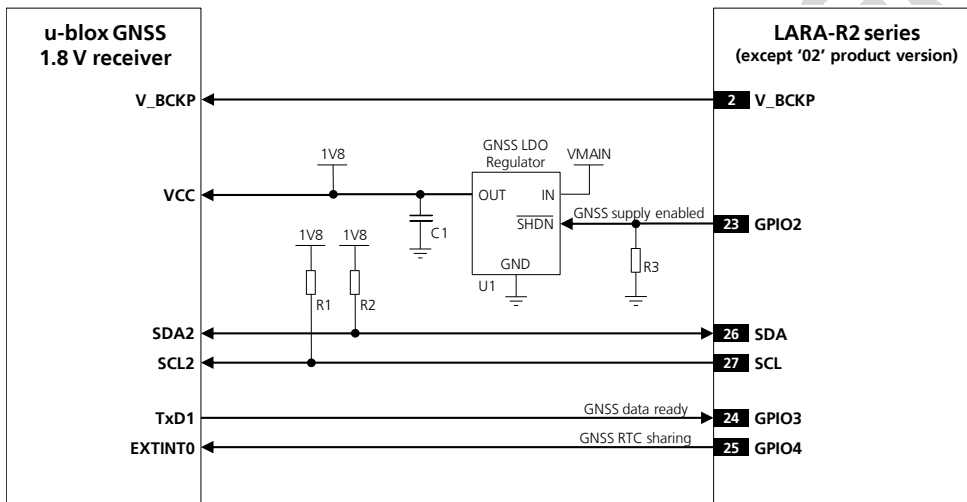 u-blox GNSS
1.8 V receiver
LARA-R2 series
(except '02' product version)
V_BCKP
2 V_BCKP
GNSS LDO
Regulator
1V8
VMAIN
VCC
OUT IN
C1
SHDN
GNSS supply enabled
23 GPIO2
1V8 1V8
GND
R3
U1
R1 R2
SDA2
26 SDA
SCL2
27 SCL
TxD1
GNSS data ready
24 GPIO3
EXTINT0
GNSS RTC sharing
25 GPIO4